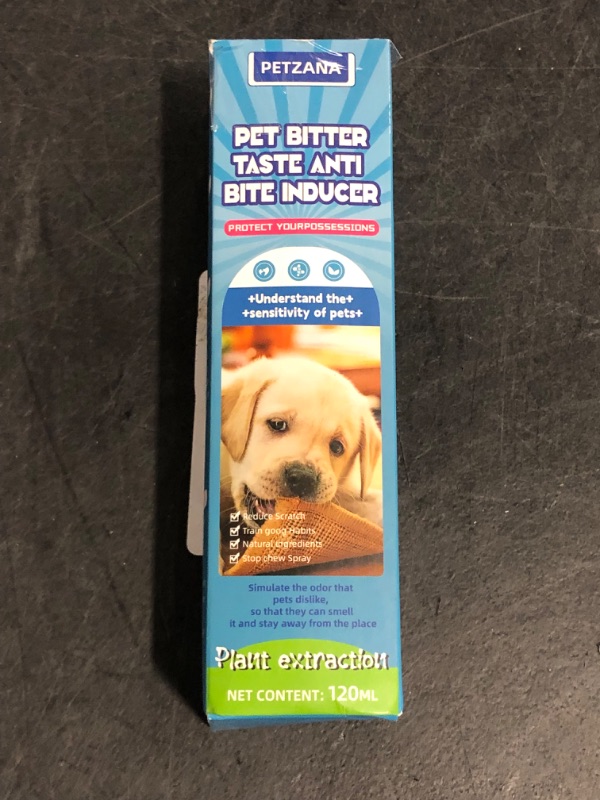 PETZANA
PET BITTER
TASTE ANTI
BITE INDUCER
PROTECT YOURPOSSESSIONS
+Understand the+
+sensitivity of pets+
Reduce Scratch
Train goog Habits
Natural Ingredients
Stop chew Spray
Simulate the odor that
pets dislike,
so that they can smell
it and stay away from the place
Plant extraction
NET CONTENT: 120ML